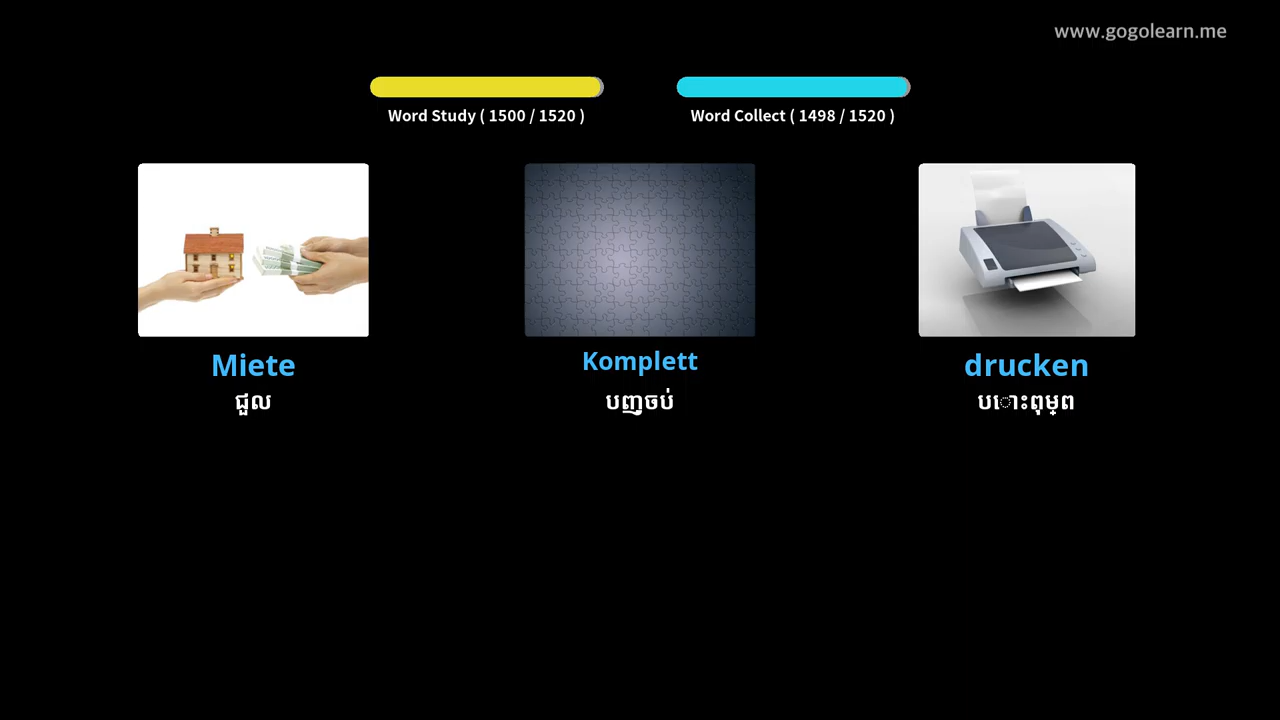 www.gogolearn.me
Word Study ( 1500 / 1520 )
Word Collect ( 1498 / 1520 )
Miete
Komplett
drucken
ជួល
បញ្ចប់
បោះពុម្ព